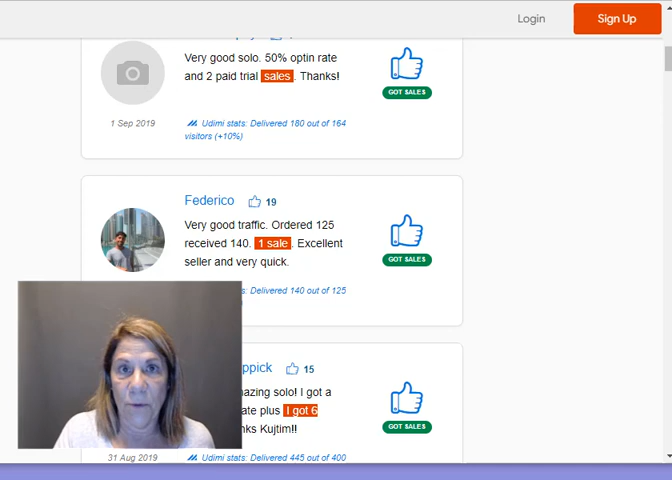 Login
Sign Up
Very good solo. 50% optin rate
and 2 paid trial sales. Thanks!
GOT SALES
1 Sep 2019
Udimi stats: Delivered 180 out of 164
visitors (+10%)
Federico 19
Very good traffic. Ordered 125
received 140. 1 sale. Excellent
seller and very quick.
GOT SALES
Delivered 140 out of 125
ppick 15
azing solo! I got a
ate plus I got 6
nks Kujtim!!
GOT SALES
31 Aug 2019
Udimi stats: Delivered 445 out of 400